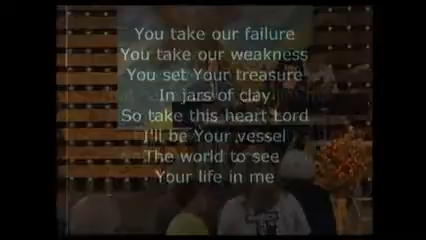 You take our failure
You take our weakness
You set Your treasure
In jars of clay
So take this heart Lord
I'll be Your vessel
The world to see
Your life in me